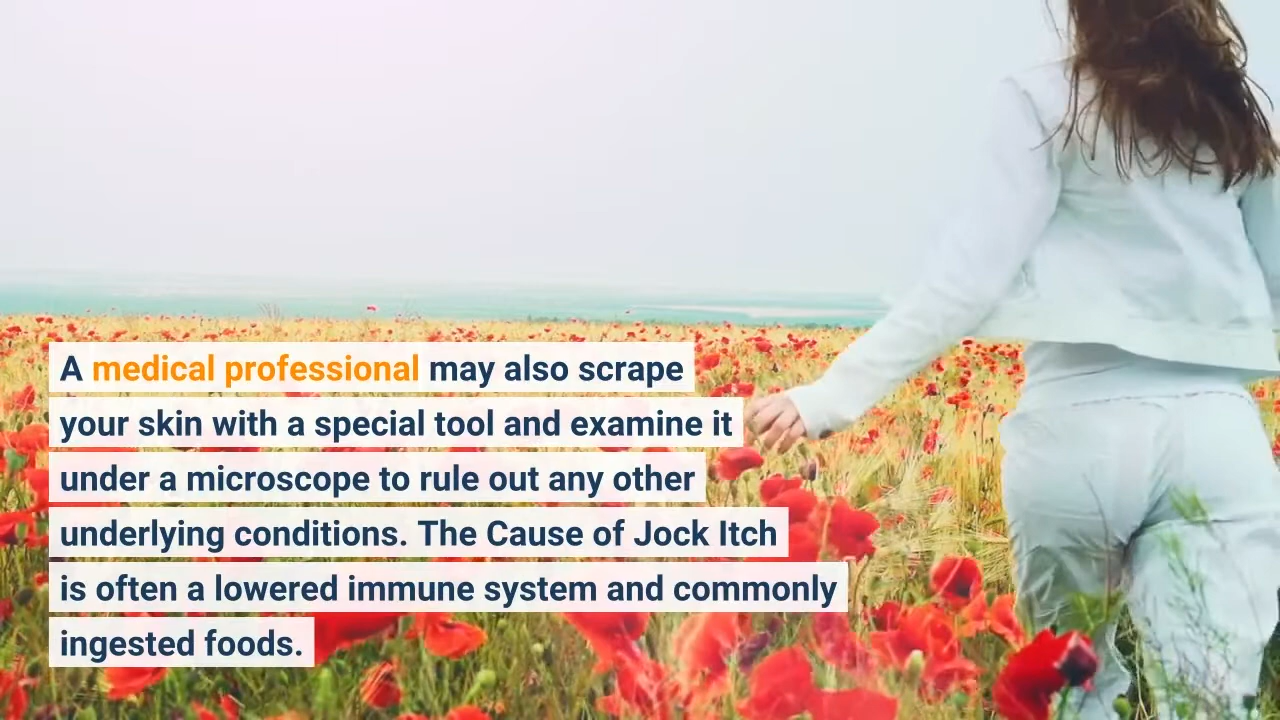 A medical professional may also scrape
your skin with a special tool and examine it
under a microscope to rule out any other
underlying conditions. The Cause of Jock Itch
is often a lowered immune system and commonly
ingested foods.